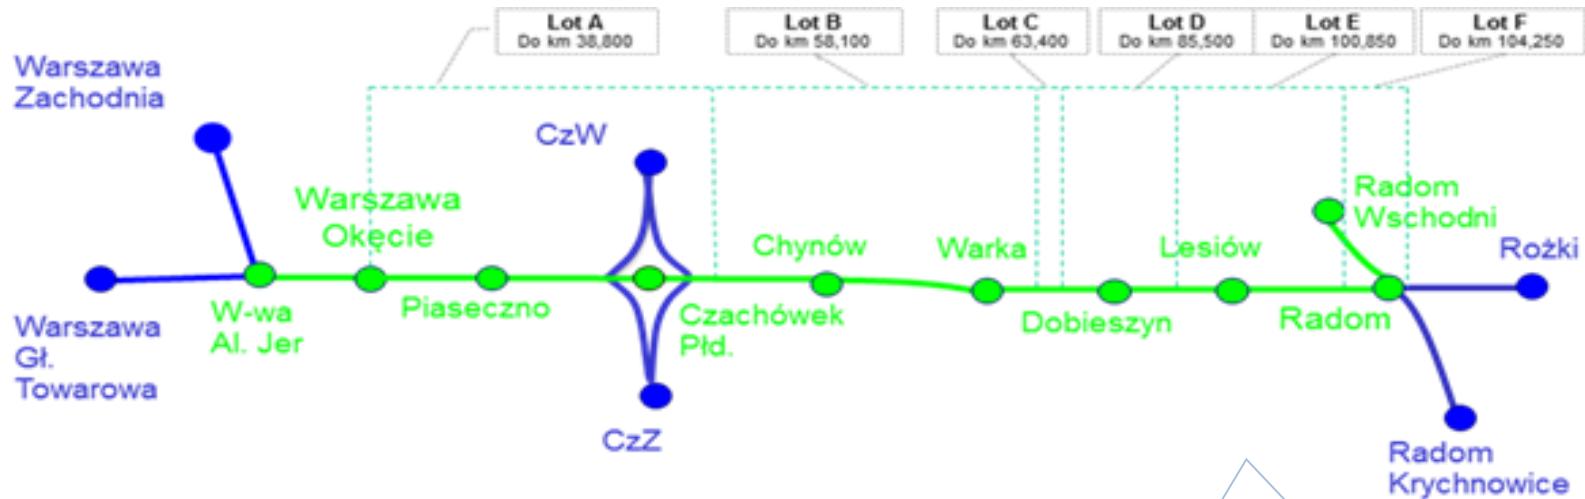 Lot A
Do km 38,800
Lot B
Do km 58,100
Lot C
Do km 63,400
Lot D
Do km 85,500
Lot E
Do km 100,850
Lot F
Do km 104,250
Warszawa
Zachodnia
CzW
Warszawa
Okęcie
Radom
Wschodni
Chynów
Warka
Lesiów
Rożki
W-wa
Al. Jer
Piaseczno
Czachówek
Płd.
Dobieszyn
Radom
Warszawa
Gł.
Towarowa
CzZ
Radom
Krychnowice